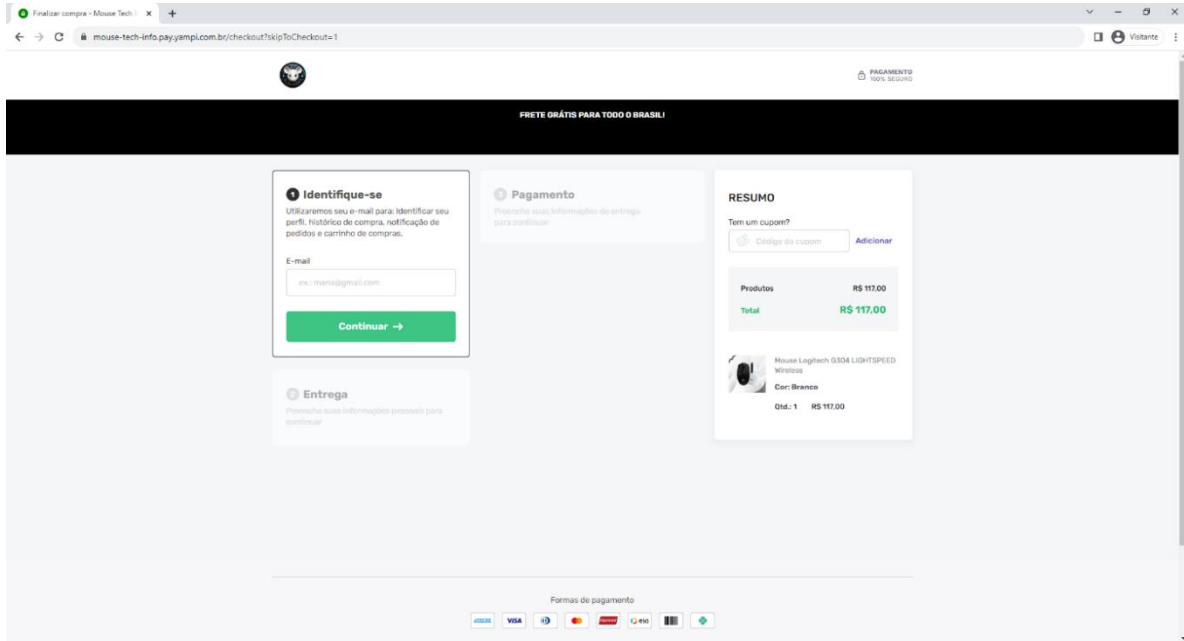 Finalizar compra - Mouse Tech
mouse-tech-info.pay.yampi.com.br/checkout?skipToCheckout=1
Visitante
PAGAMENTO
100% SEGURO
FRETE GRÁTIS PARA TODO O BRASIL!
1 Identifique-se
Utilizaremos seu e-mail para: Identificar seu
perfil, histórico de compra, notificação de
pedidos e carrinho de compras.
E-mail
ex.: maria@gmail.com
Continuar →
2 Entrega
Preencha suas informações pessoais para
continuar
3 Pagamento
Preencha suas informações de entrega
para continuar
RESUMO
Tem um cupom?
Código do cupom Adicionar
Produtos R$ 117,00
Total R$ 117,00
Mouse Logitech G304 LIGHTSPEED
Wireless
Cor: Branco
Qtd.: 1 R$ 117,00
Formas de pagamento
VISA
elo